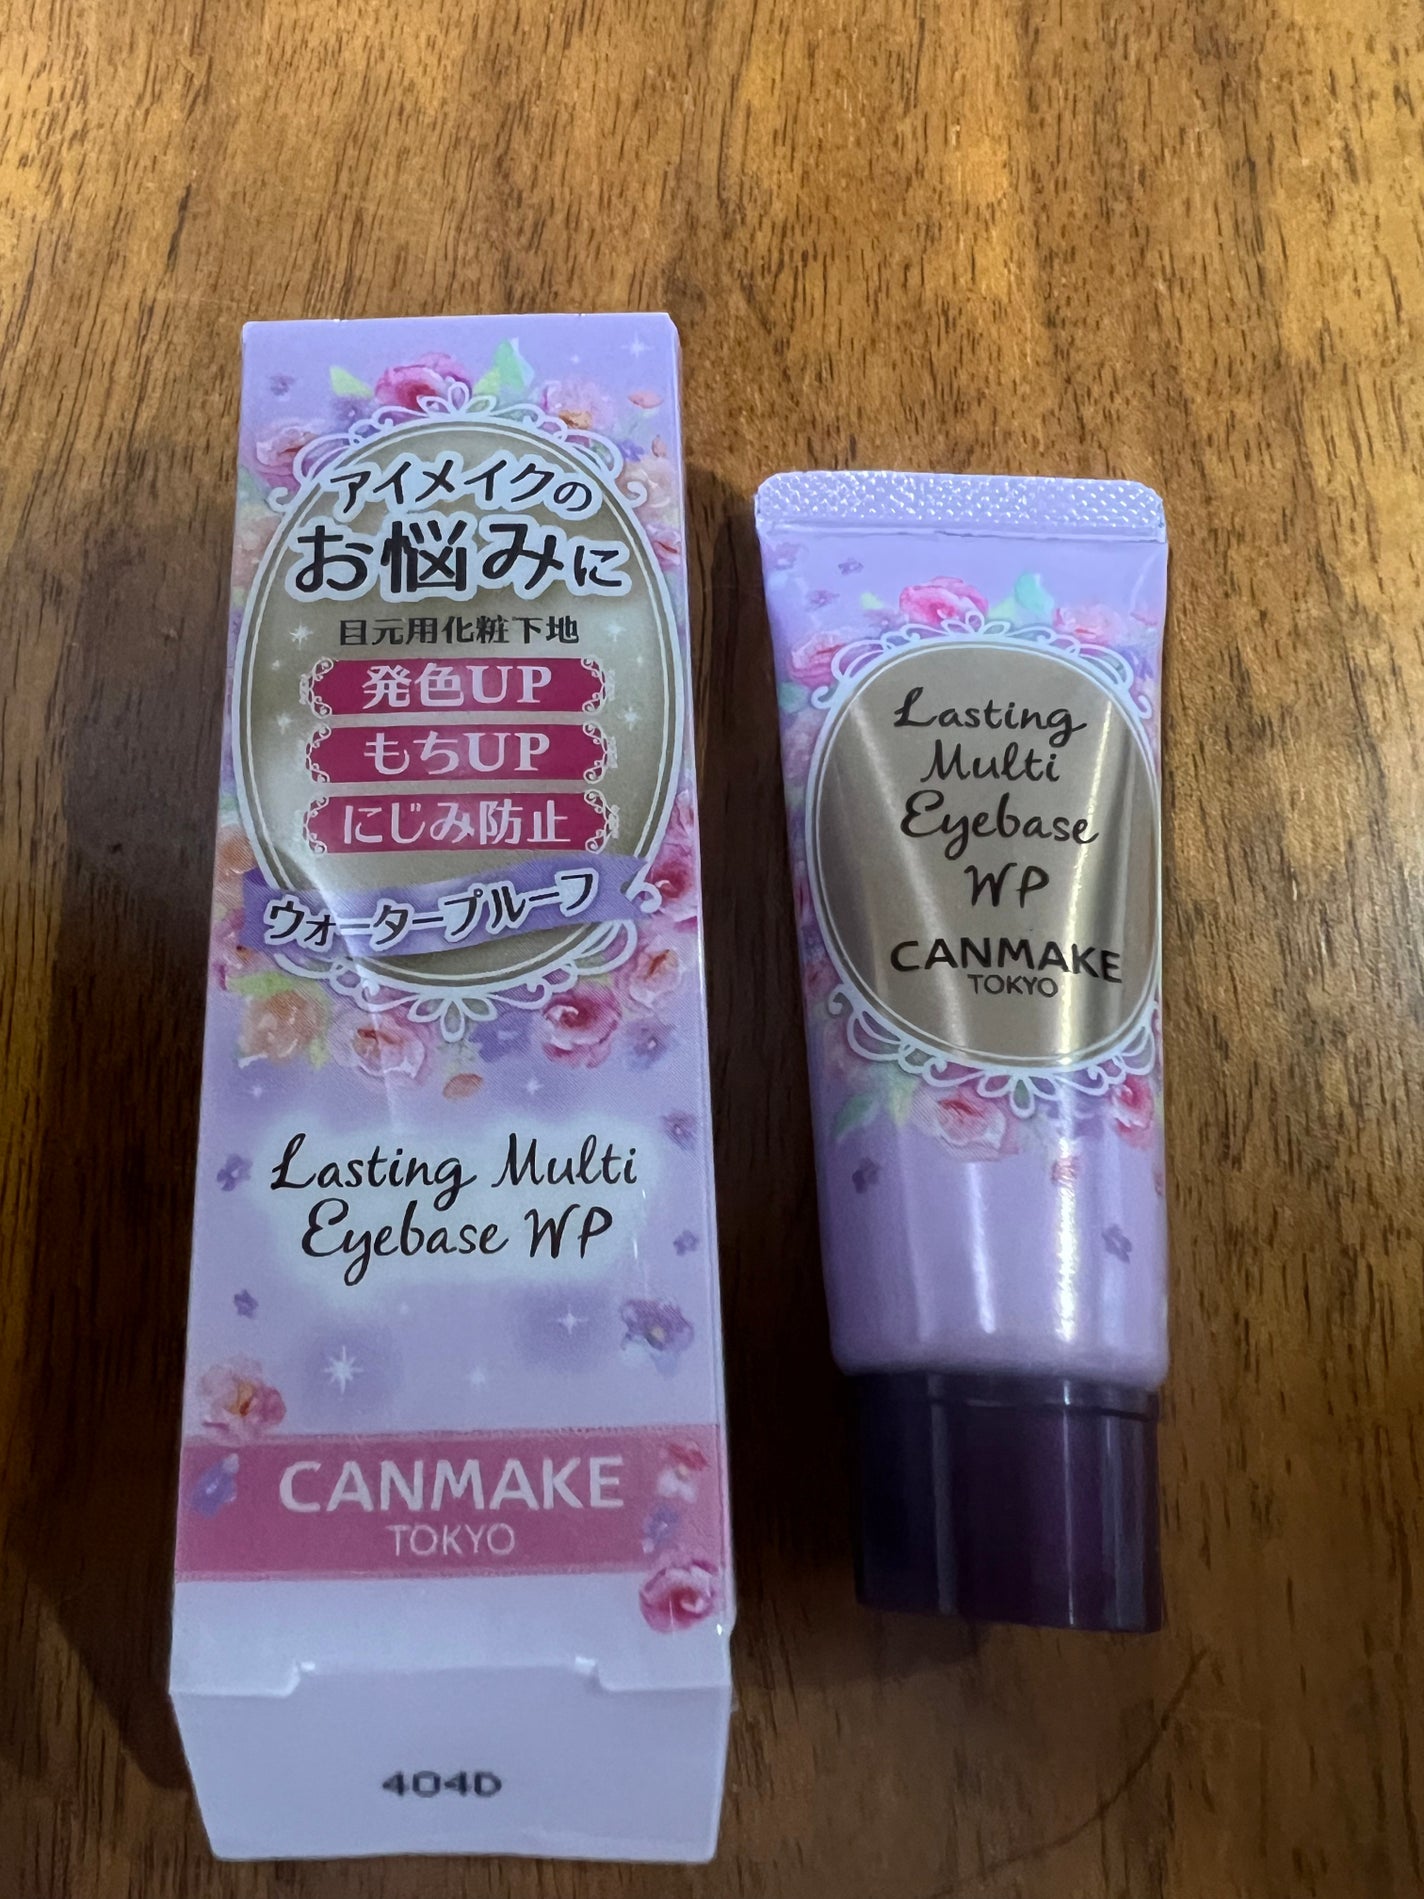 アイメイクの
お悩みに
目元用化粧下地
発色UP
もちUP
にじみ防止
ウォータープルーフ
Lasting Multi
Eyebase WP
CANMAKE
TOKYO
404D
Lasting
Multi
Eyebase
WP
CANMAKE
TOKYO